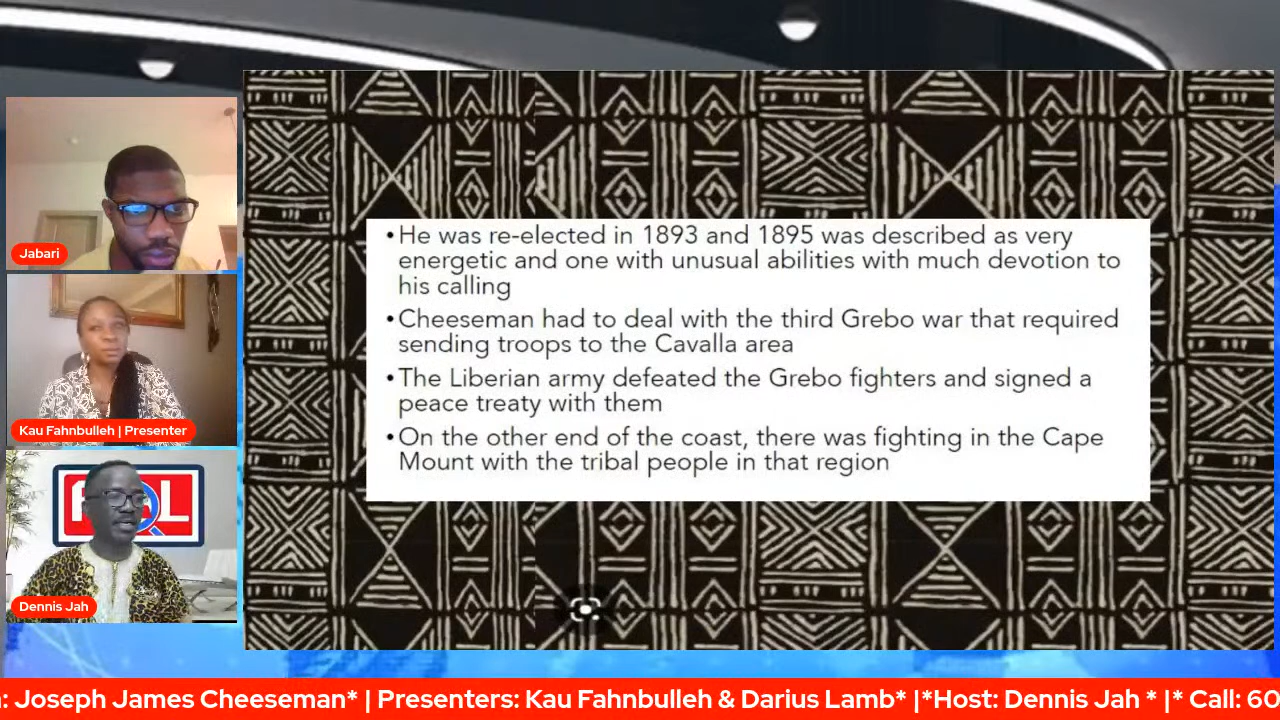 Jabari
Kau Fahnbulleh | Presenter
Dennis Jah
• He was re-elected in 1893 and 1895 was described as very
energetic and one with unusual abilities with much devotion to
his calling
• Cheeseman had to deal with the third Grebo war that required
sending troops to the Cavalla area
• The Liberian army defeated the Grebo fighters and signed a
peace treaty with them
• On the other end of the coast, there was fighting in the Cape
Mount with the tribal people in that region
: Joseph James Cheeseman* | Presenters: Kau Fahnbulleh & Darius Lamb* |*Host: Dennis Jah * |* Call: 60